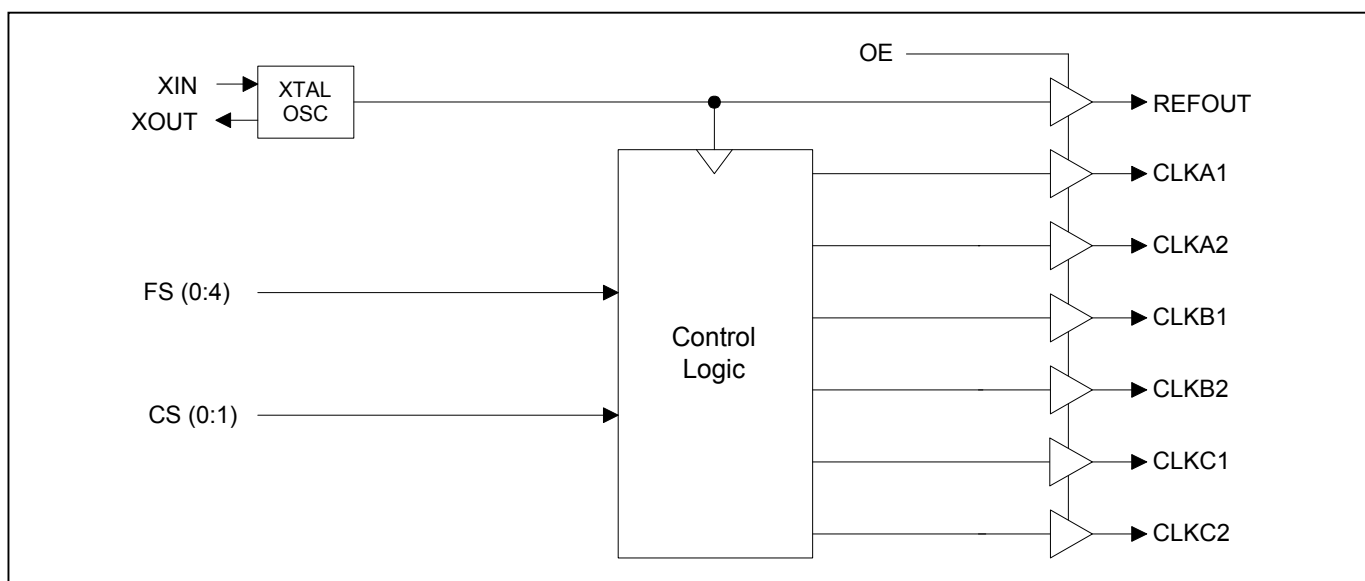 OE
XIN
XTAL
OSC
XOUT
REFOUT
CLKA1
CLKA2
FS (0:4)
CLKB1
Control
Logic
CLKB2
CS (0:1)
CLKC1
CLKC2